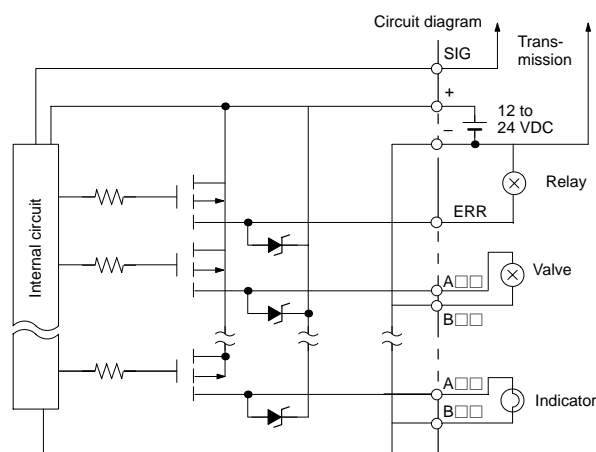 Circuit diagram
SIG
Trans-
mission
+
12 to
24 VDC
–
Relay
ERR
Internal circuit
A□□
Valve
B□□
A□□
Indicator
B□□